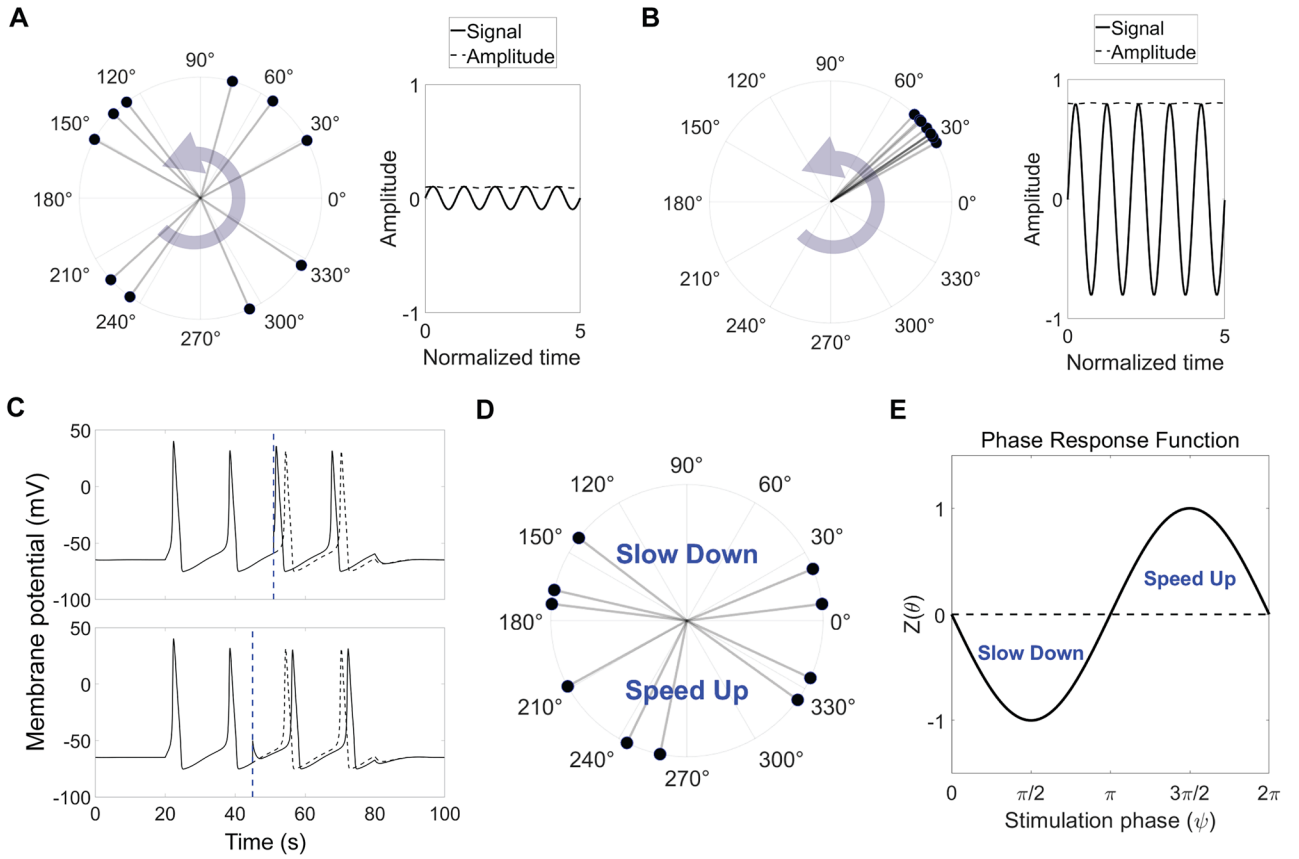 A
90°
60°
30°
0°
330°
300°
270°
240°
210°
180°
150°
120°
Signal
Amplitude
1
0
-1
Amplitude
0
5
Normalized time
B
90°
60°
30°
0°
330°
300°
270°
240°
210°
180°
150°
120°
Signal
Amplitude
1
0
-1
Amplitude
0
5
Normalized time
C
Membrane potential (mV)
50
0
-50
-100
50
0
-50
-100
0
20
40
60
80
100
Time (s)
D
90°
60°
30°
0°
330°
300°
270°
240°
210°
180°
150°
120°
Slow Down
Speed Up
E
Phase Response Function
Z(θ)
1
0
-1
Speed Up
Slow Down
0
π/2
π
3π/2
2π
Stimulation phase (ψ)